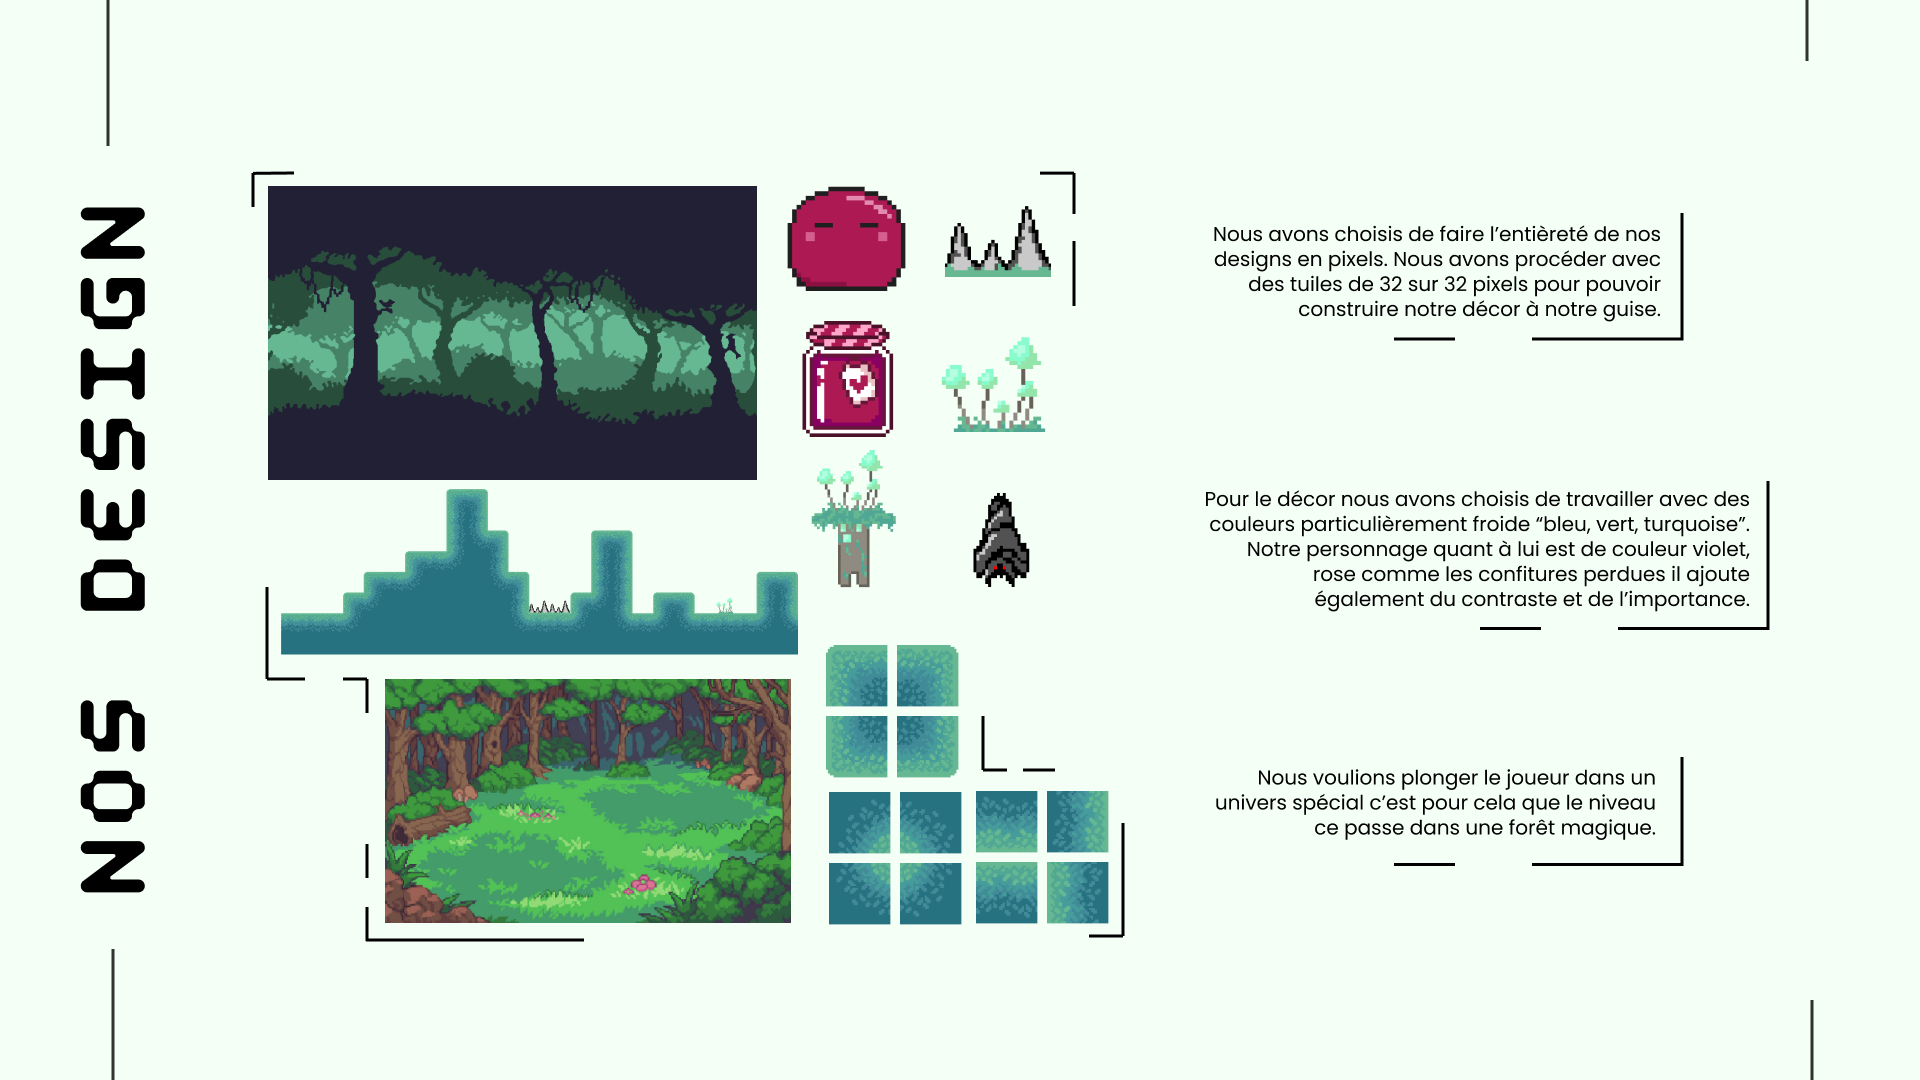 NOS DESIGN
Nous avons choisis de faire l’entièreté de nos
designs en pixels. Nous avons procéder avec
des tuiles de 32 sur 32 pixels pour pouvoir
construire notre décor à notre guise.
Pour le décor nous avons choisis de travailler avec des
couleurs particulièrement froide “bleu, vert, turquoise”.
Notre personnage quant à lui est de couleur violet,
rose comme les confitures perdues il ajoute
également du contraste et de l’importance.
Nous voulions plonger le joueur dans un
univers spécial c’est pour cela que le niveau
ce passe dans une forêt magique.